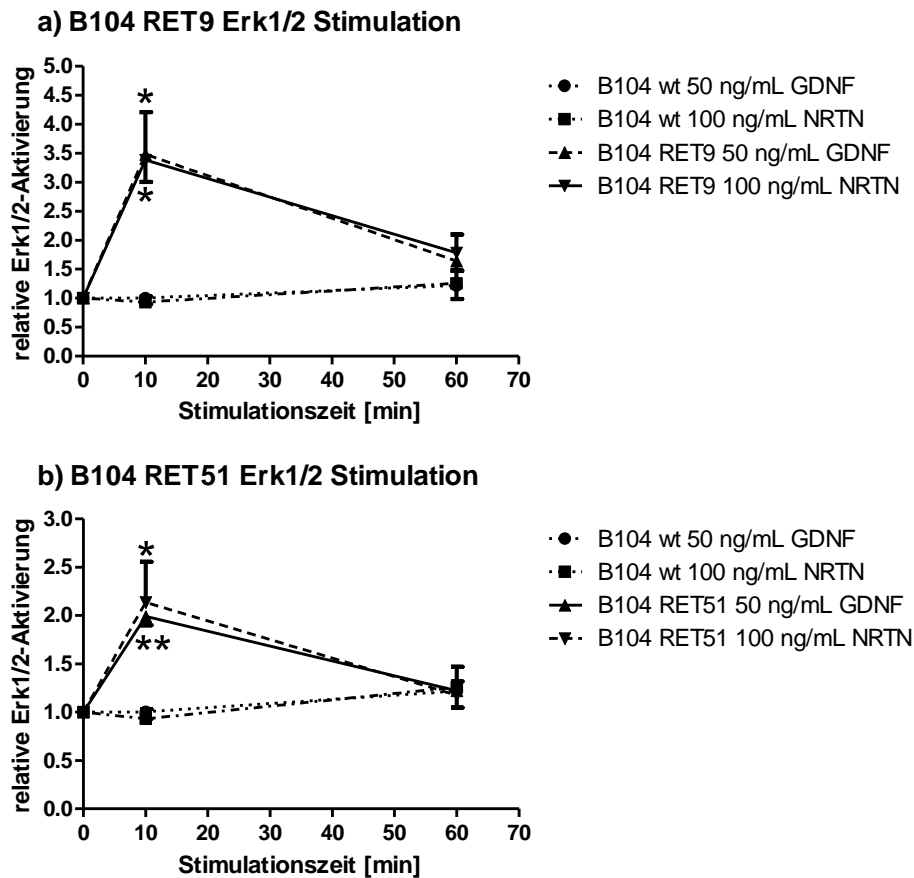 a) B104 RET9 Erk1/2 Stimulation
relative Erk1/2-Aktivierung
5.0
4.5
4.0
3.5
3.0
2.5
2.0
1.5
1.0
0.5
0.0
*
*
0 10 20 30 40 50 60 70
Stimulationszeit [min]
B104 wt 50 ng/mL GDNF
B104 wt 100 ng/mL NRTN
B104 RET9 50 ng/mL GDNF
B104 RET9 100 ng/mL NRTN
b) B104 RET51 Erk1/2 Stimulation
relative Erk1/2-Aktivierung
3.0
2.5
2.0
1.5
1.0
0.5
0.0
*
**
0 10 20 30 40 50 60 70
Stimulationszeit [min]
B104 wt 50 ng/mL GDNF
B104 wt 100 ng/mL NRTN
B104 RET51 50 ng/mL GDNF
B104 RET51 100 ng/mL NRTN